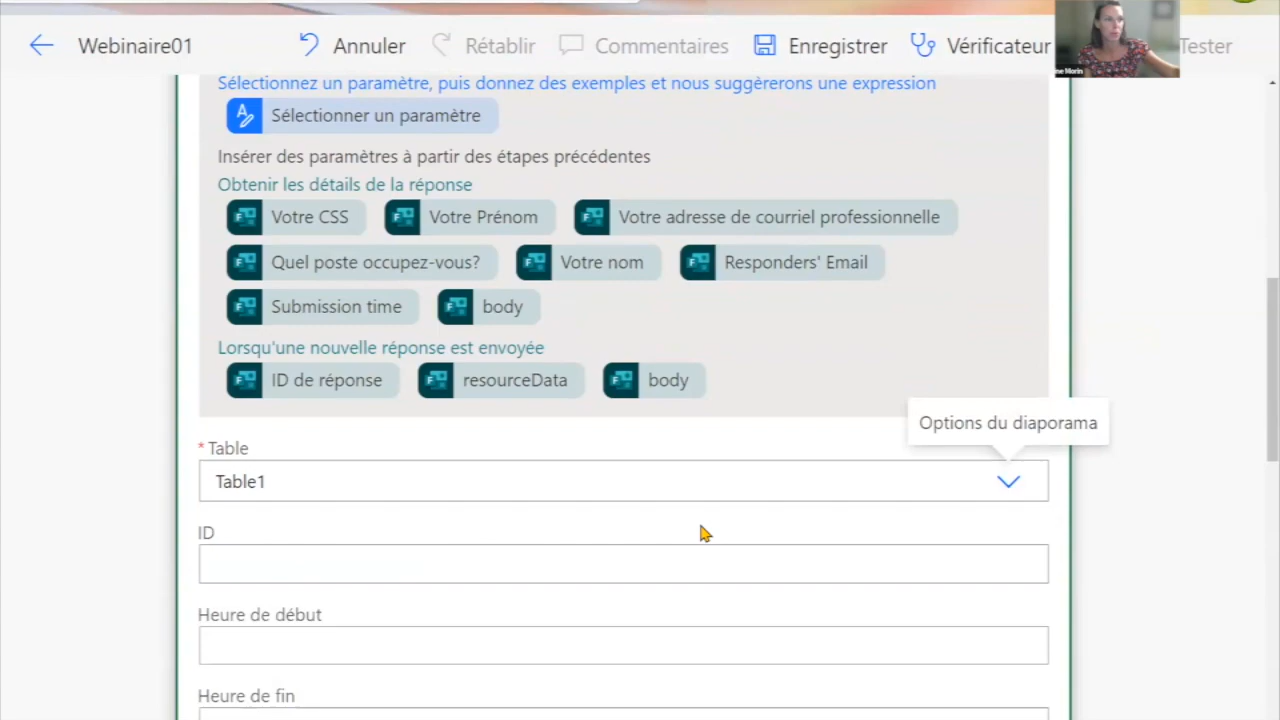 Webinaire01 Annuler Rétablir Commentaires Enregistrer Vérificateur Tester
ne Morin
Sélectionnez un paramètre, puis donnez des exemples et nous suggèrerons une expression
Sélectionner un paramètre
Insérer des paramètres à partir des étapes précédentes
Obtenir les détails de la réponse
Votre CSS Votre Prénom Votre adresse de courriel professionnelle
Quel poste occupez-vous? Votre nom Responders' Email
Submission time body
Lorsqu'une nouvelle réponse est envoyée
ID de réponse resourceData body
Options du diaporama
* Table
Table1
ID
Heure de début
Heure de fin